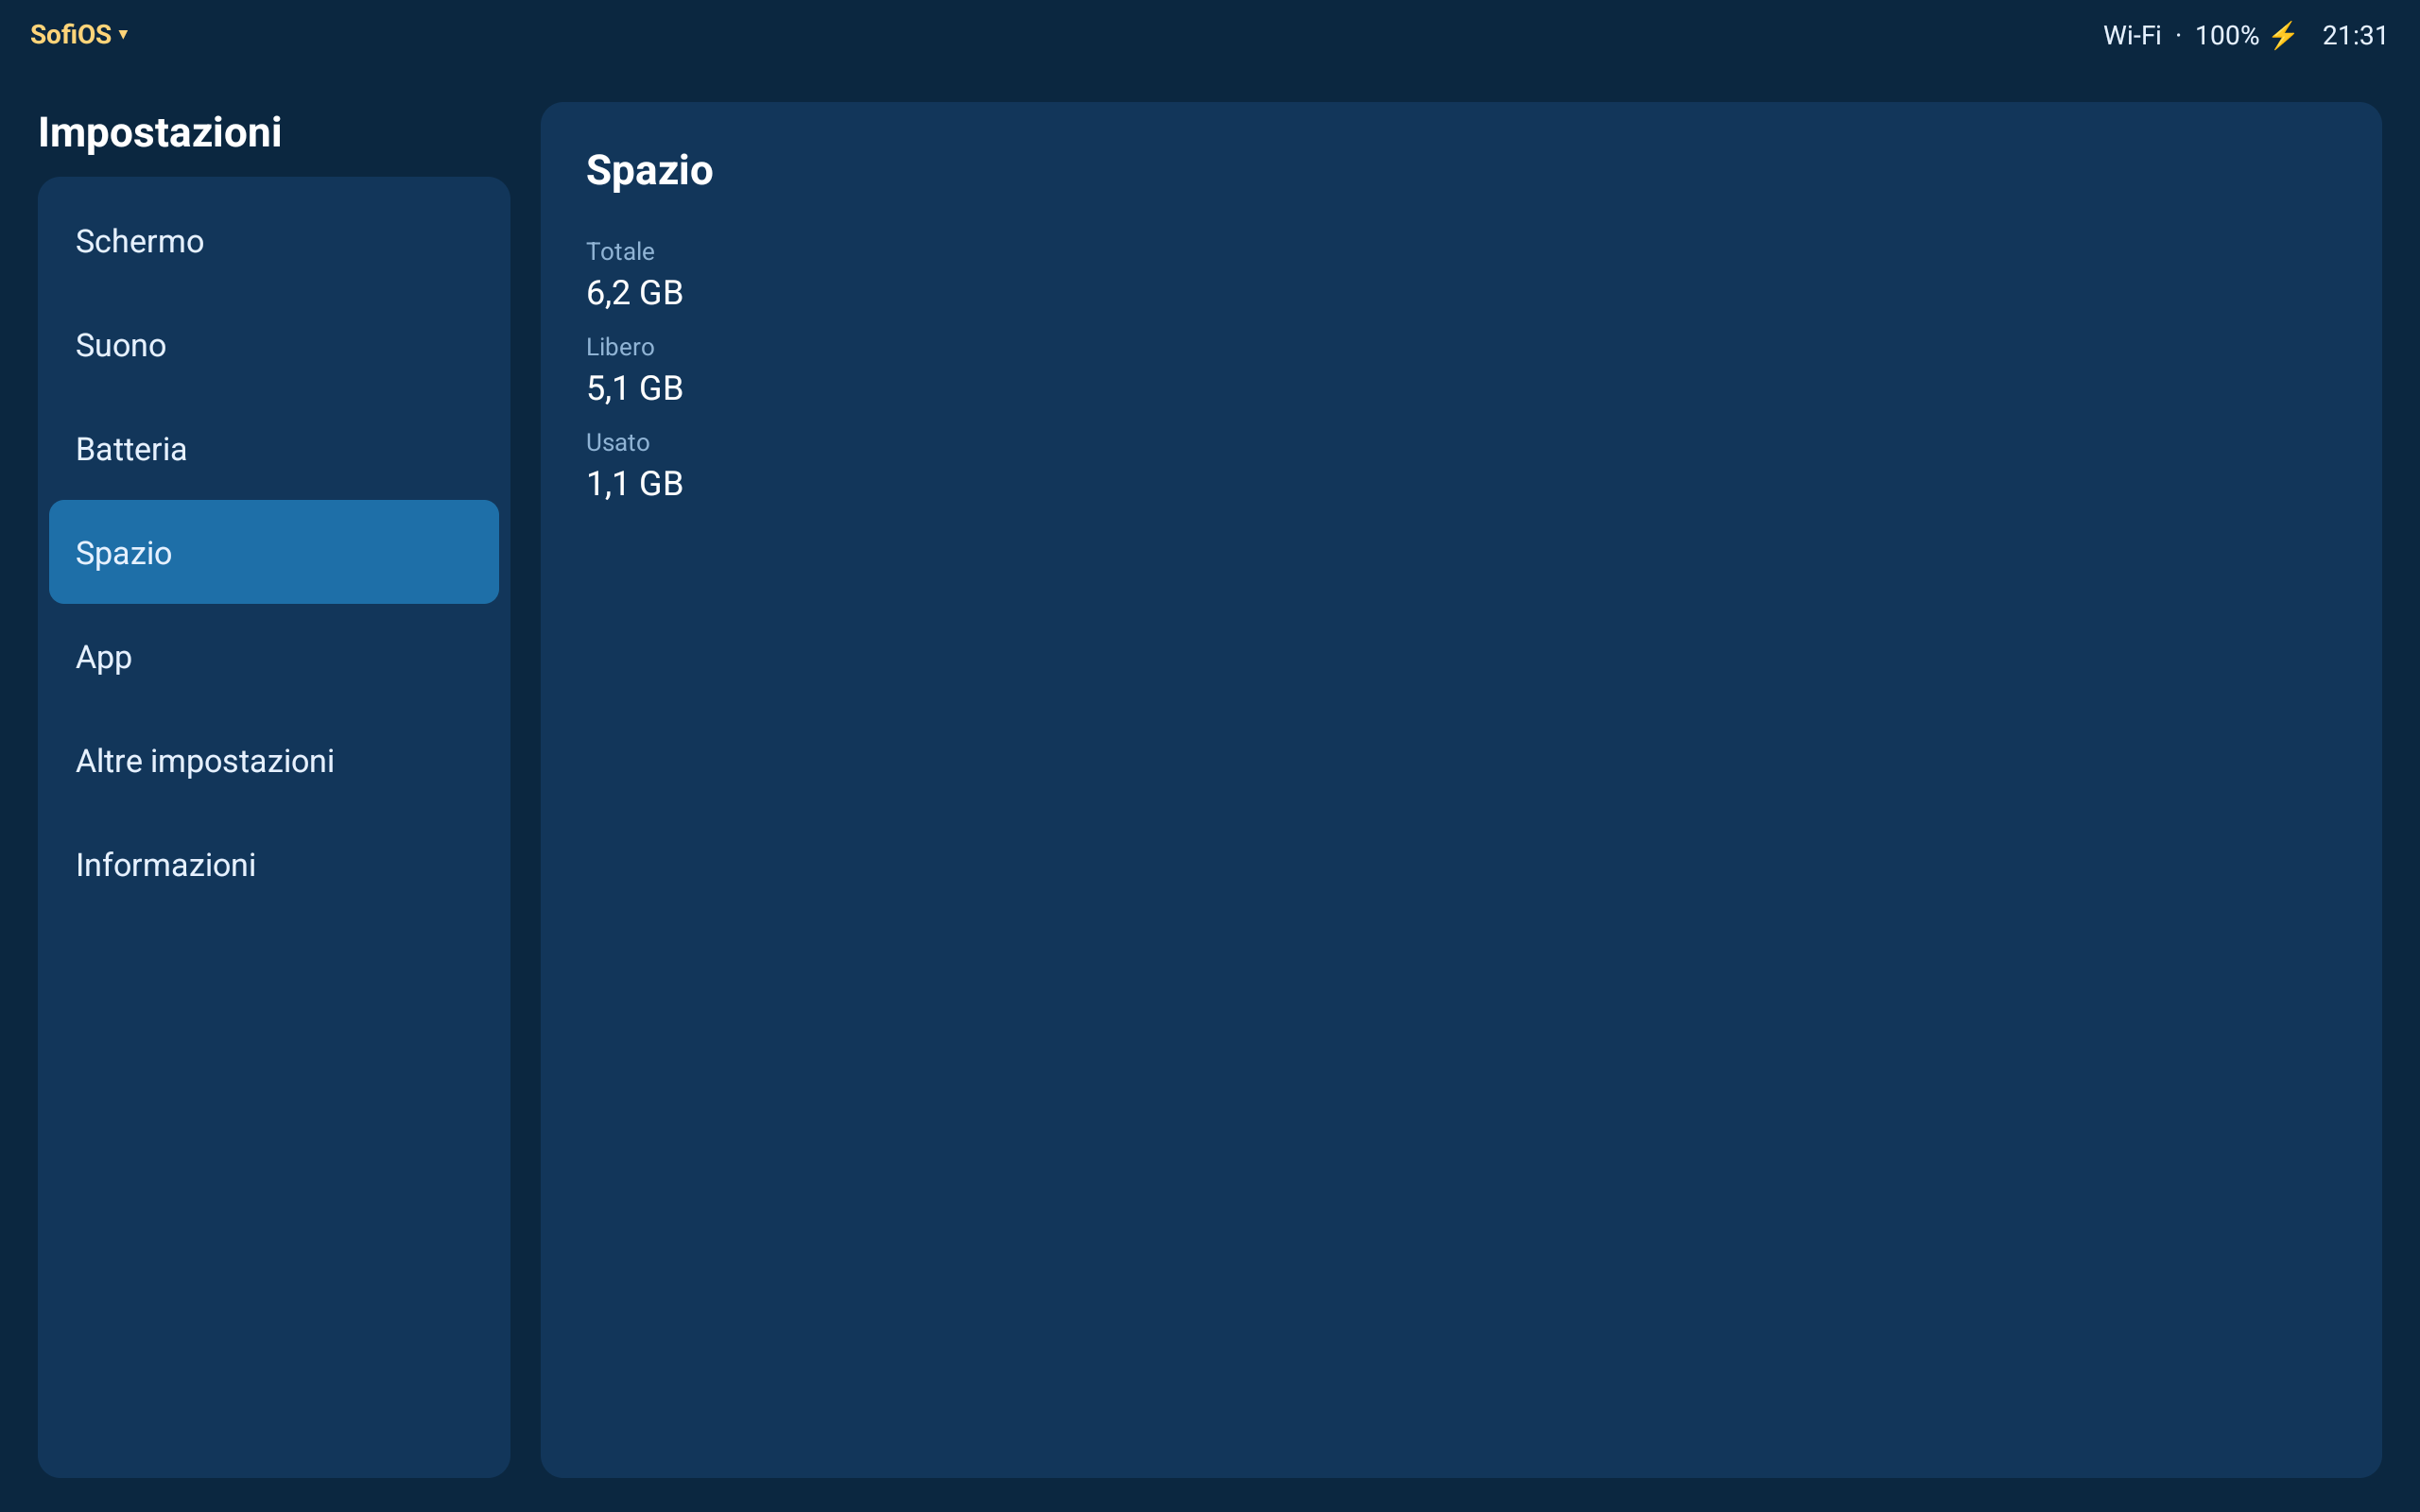 SofiOS ▾
Wi-Fi · 100% ⚡ 21:31
Impostazioni
Schermo
Suono
Batteria
Spazio
App
Altre impostazioni
Informazioni
Spazio
Totale
6,2 GB
Libero
5,1 GB
Usato
1,1 GB